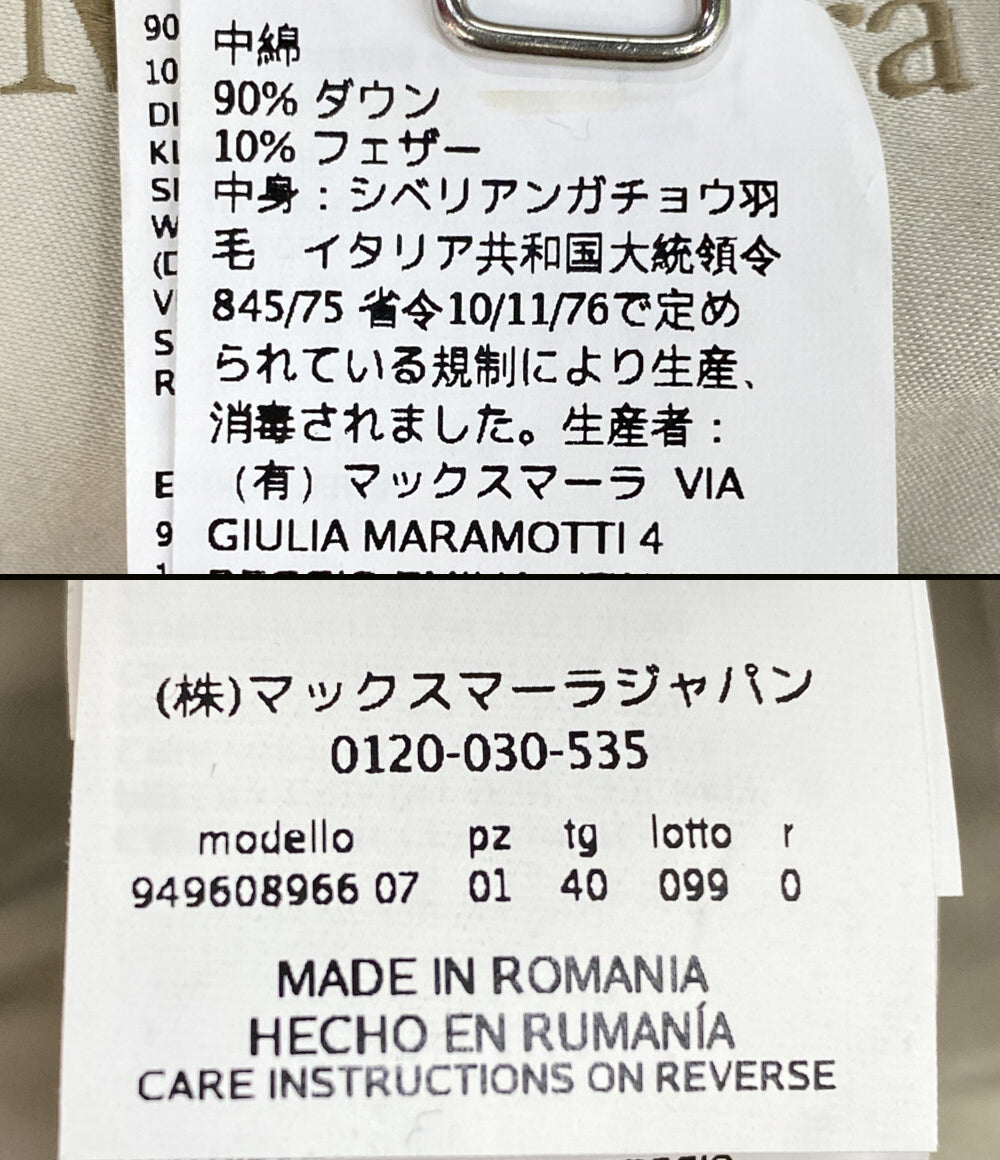 90
10
DI
SI
W
V
S
R
E
9
中綿
90% ダウン
10% フェザー
中身：シベリアンガチョウ羽
毛　イタリア共和国大統領令
845/75 省令10/11/76で定め
られている規制により生産、
消毒されました。生産者：
（有）マックスマーラ VIA
GIULIA MARAMOTTI 4
(株)マックスマーラジャパン
0120-030-535
modello pz tg lotto r
949608966 07 01 40 099 0
MADE IN ROMANIA
HECHO EN RUMANÍA
CARE INSTRUCTIONS ON REVERSE